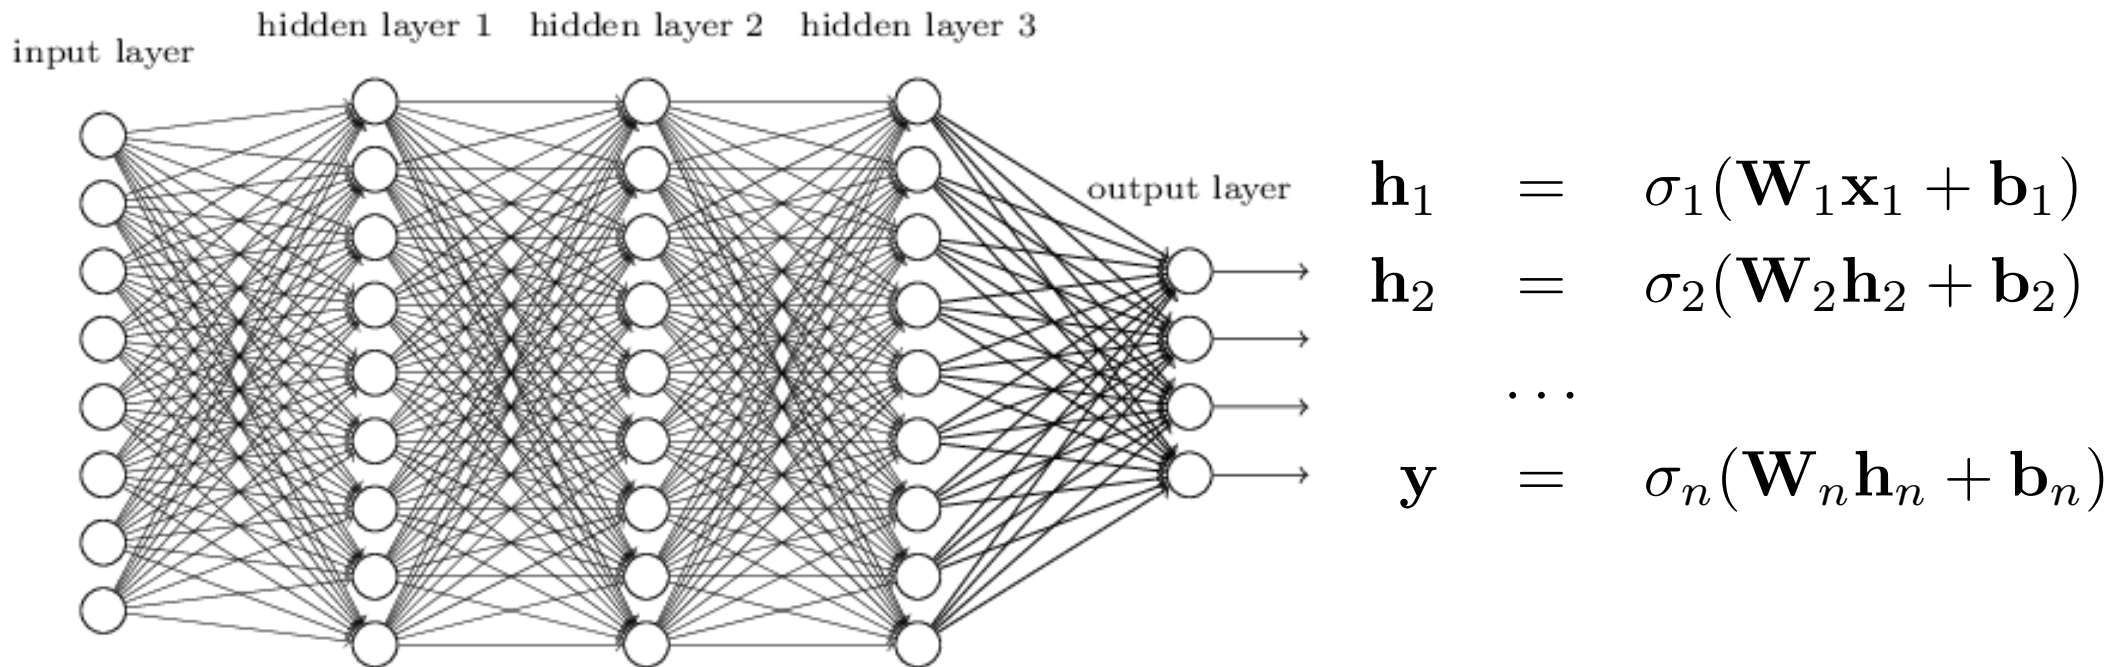 input layer
hidden layer 1
hidden layer 2
hidden layer 3
output layer
h₁ = σ₁(W₁x₁ + b₁)
h₂ = σ₂(W₂h₂ + b₂)
...
y = σₙ(Wₙhₙ + bₙ)